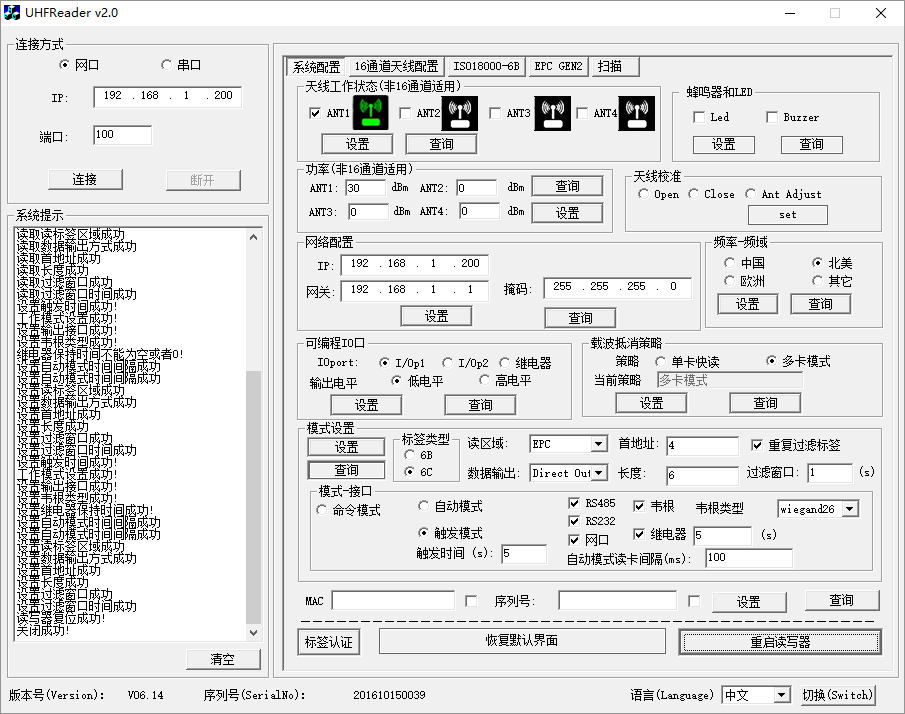 UHFReader v2.0
连接方式
网口 串口
IP: 192 .168 . 1 .200
端口: 100
连接 断开
系统提示
读取读标签区域成功
读取数据输出方式成功
读取首地址成功
读取长度成功
读取过滤窗口成功
读取过滤窗口时间成功
设置触发时间成功!
工作模式设置成功!
设置输出接口成功!
设置韦根类型成功!
继电器保持时间不能为空或者0!
设置自动模式时间间隔成功
设置自动模式时间间隔成功
设置读标签区域成功
设置数据输出方式成功
设置首地址成功
设置长度成功
设置过滤窗口成功
设置过滤窗口时间成功
设置触发时间成功!
工作模式设置成功!
设置输出接口成功!
设置韦根类型成功!
设置继电器保持时间成功!
设置自动模式时间间隔成功
设置自动模式时间间隔成功
设置读标签区域成功
设置数据输出方式成功
设置首地址成功
设置长度成功
设置过滤窗口成功
设置过滤窗口时间成功
读写器复位成功!
关闭成功!
清空
系统配置 16通道天线配置 ISO18000-6B EPC GEN2 扫描
天线工作状态(非16通道适用)
ANT1 ANT2 ANT3 ANT4
设置 查询
蜂鸣器和LED
Led Buzzer
设置 查询
功率(非16通道适用)
ANT1: 30 dBm ANT2: 0 dBm 查询
ANT3: 0 dBm ANT4: 0 dBm 设置
天线校准
Open Close Ant Adjust
set
网络配置
IP: 192 .168 . 1 .200
网关: 192 .168 . 1 . 1 掩码: 255 .255 .255 . 0
设置 查询
频率-频域
中国 北美
欧洲 其它
设置 查询
可编程IO口
IOport: I/Op1 I/Op2 继电器
输出电平 低电平 高电平
设置 查询
载波抵消策略
策略 单卡快读 多卡模式
当前策略 多卡模式
设置 查询
模式设置
设置
查询
标签类型
6B
6C
读区域: EPC 首地址: 4 重复过滤标签
数据输出: Direct Out 长度: 6 过滤窗口: 1 (s)
模式-接口
命令模式 自动模式
触发模式
触发时间 (s): 5
RS485 韦根 韦根类型 wiegand26
RS232
网口 继电器 5 (s)
自动模式读卡间隔(ms): 100
MAC 序列号: 设置 查询
标签认证 恢复默认界面 重启读写器
版本号(Version): V06.14 序列号(SerialNo): 201610150039 语言(Language) 中文 切换(Switch)